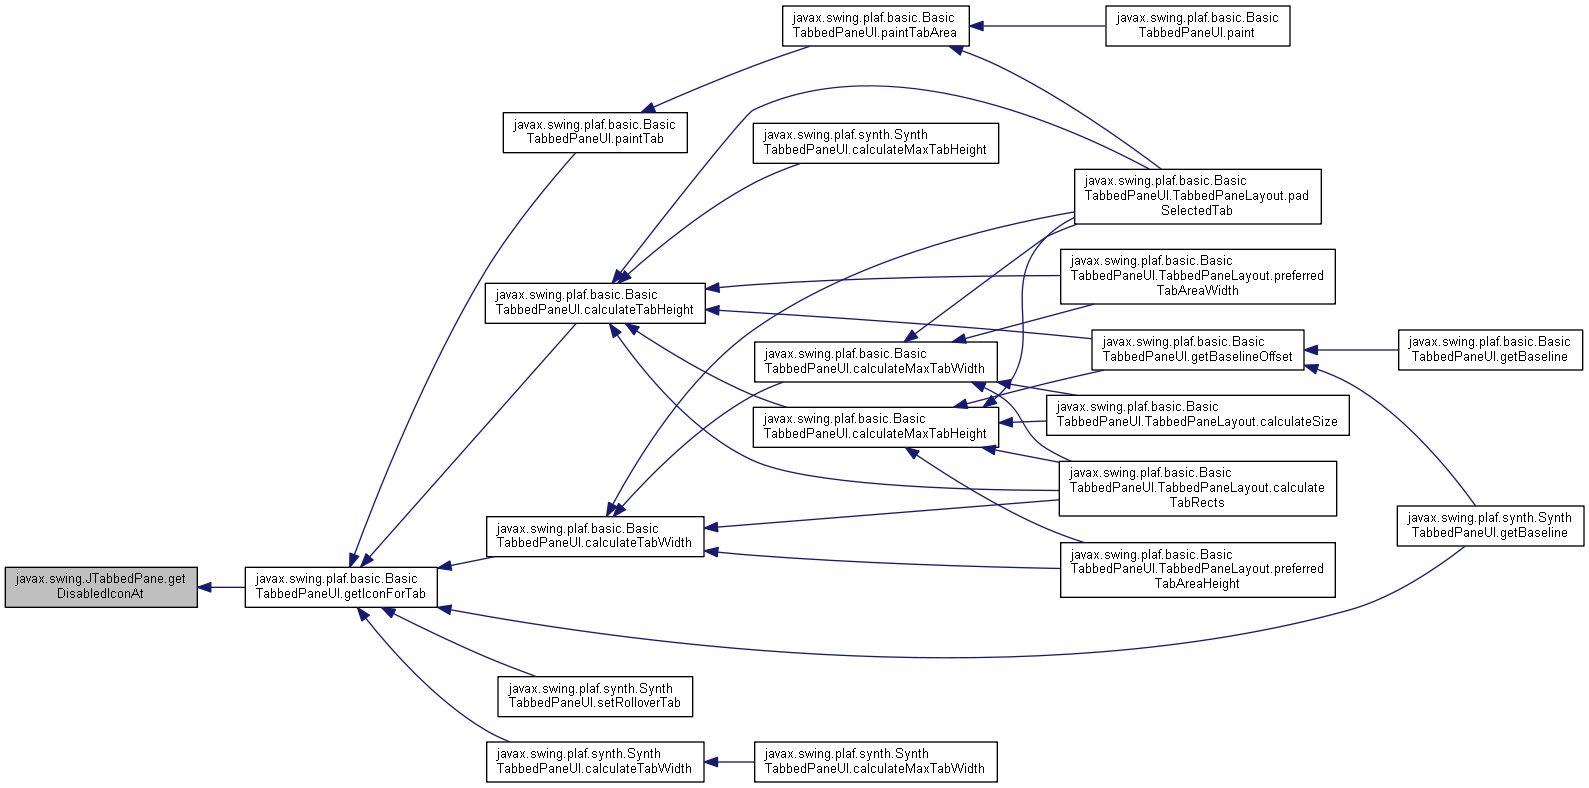 javax.swing.plaf.basic.Basic
TabbedPaneUI.paintTabArea
javax.swing.plaf.basic.Basic
TabbedPaneUI.paint
javax.swing.plaf.basic.Basic
TabbedPaneUI.paintTab
javax.swing.plaf.synth.Synth
TabbedPaneUI.calculateMaxTabHeight
javax.swing.plaf.basic.Basic
TabbedPaneUI.TabbedPaneLayout.pad
SelectedTab
javax.swing.plaf.basic.Basic
TabbedPaneUI.TabbedPaneLayout.preferred
TabAreaWidth
javax.swing.plaf.basic.Basic
TabbedPaneUI.calculateTabHeight
javax.swing.plaf.basic.Basic
TabbedPaneUI.getBaselineOffset
javax.swing.plaf.basic.Basic
TabbedPaneUI.getBaseline
javax.swing.plaf.basic.Basic
TabbedPaneUI.calculateMaxTabWidth
javax.swing.plaf.basic.Basic
TabbedPaneUI.TabbedPaneLayout.calculateSize
javax.swing.plaf.basic.Basic
TabbedPaneUI.calculateMaxTabHeight
javax.swing.plaf.basic.Basic
TabbedPaneUI.TabbedPaneLayout.calculate
TabRects
javax.swing.plaf.synth.Synth
TabbedPaneUI.getBaseline
javax.swing.plaf.basic.Basic
TabbedPaneUI.calculateTabWidth
javax.swing.plaf.basic.Basic
TabbedPaneUI.TabbedPaneLayout.preferred
TabAreaHeight
javax.swing.JTabbedPane.get
DisabledIconAt
javax.swing.plaf.basic.Basic
TabbedPaneUI.getIconForTab
javax.swing.plaf.synth.Synth
TabbedPaneUI.setRolloverTab
javax.swing.plaf.synth.Synth
TabbedPaneUI.calculateTabWidth
javax.swing.plaf.synth.Synth
TabbedPaneUI.calculateMaxTabWidth